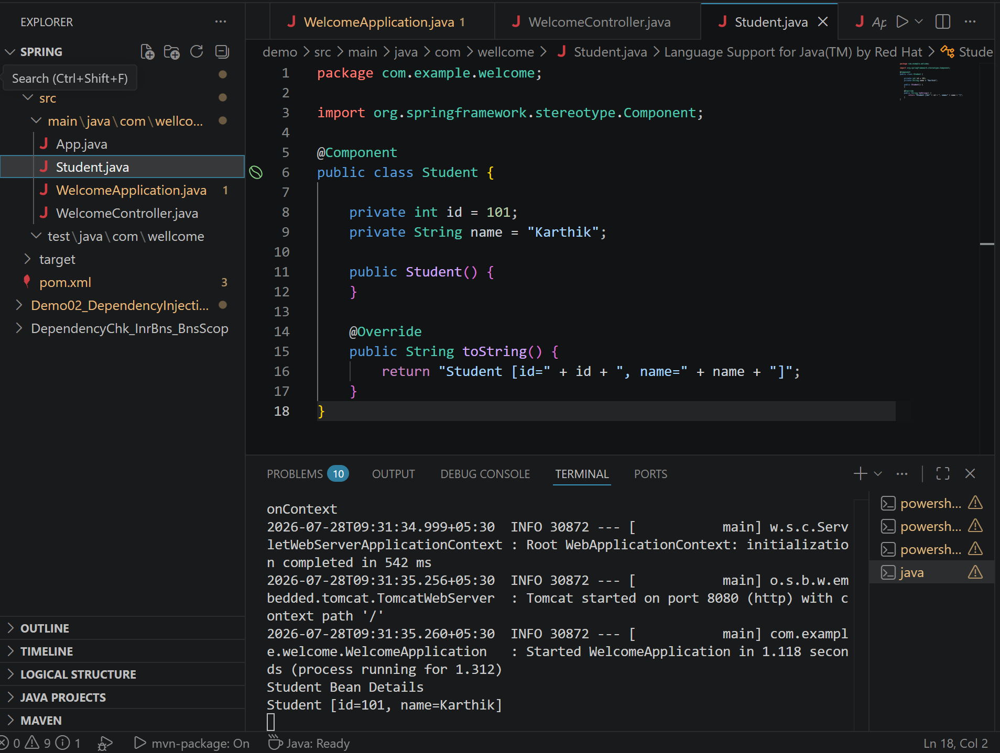 EXPLORER
SPRING
Search (Ctrl+Shift+F)
src
main\java\com\wellco...
App.java
Student.java
WelcomeApplication.java 1
WelcomeController.java
test\java\com\wellcome
target
pom.xml 3
Demo02_DependencyInjecti...
DependencyChk_InrBns_BnsScop
OUTLINE
TIMELINE
LOGICAL STRUCTURE
JAVA PROJECTS
MAVEN
WelcomeApplication.java 1 WelcomeController.java Student.java Ap
demo > src > main > java > com > wellcome > Student.java > Language Support for Java(TM) by Red Hat > Stude
1 package com.example.welcome;
2
3 import org.springframework.stereotype.Component;
4
5 @Component
6 public class Student {
7
8 private int id = 101;
9 private String name = "Karthik";
10
11 public Student() {
12 }
13
14 @Override
15 public String toString() {
16 return "Student [id=" + id + ", name=" + name + "]";
17 }
18 }
PROBLEMS 10 OUTPUT DEBUG CONSOLE TERMINAL PORTS
onContext
2026-07-28T09:31:34.999+05:30  INFO 30872 --- [           main] w.s.c.Serv
letWebServerApplicationContext : Root WebApplicationContext: initializatio
n completed in 542 ms
2026-07-28T09:31:35.256+05:30  INFO 30872 --- [           main] o.s.b.w.em
bedded.tomcat.TomcatWebServer  : Tomcat started on port 8080 (http) with c
ontext path '/'
2026-07-28T09:31:35.260+05:30  INFO 30872 --- [           main] com.exampl
e.welcome.WelcomeApplication   : Started WelcomeApplication in 1.118 secon
ds (process running for 1.312)
Student Bean Details
Student [id=101, name=Karthik]
powersh...
powersh...
powersh...
java
0 9 1 mvn-package: On Java: Ready Ln 18, Col 2